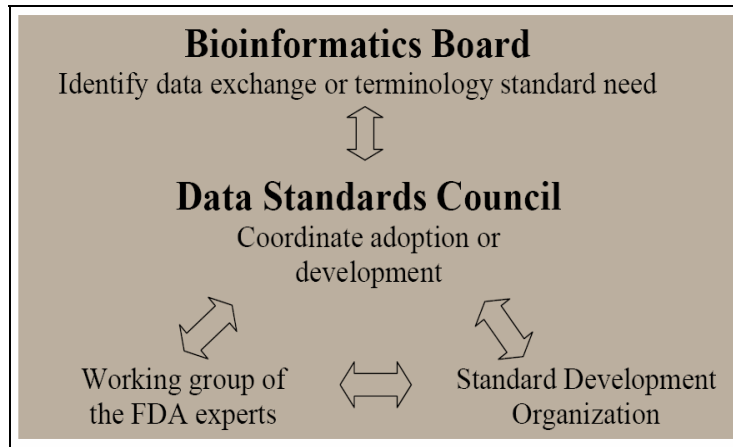 Bioinformatics Board
Identify data exchange or terminology standard need
Data Standards Council
Coordinate adoption or
development
Working group of
the FDA experts
Standard Development
Organization